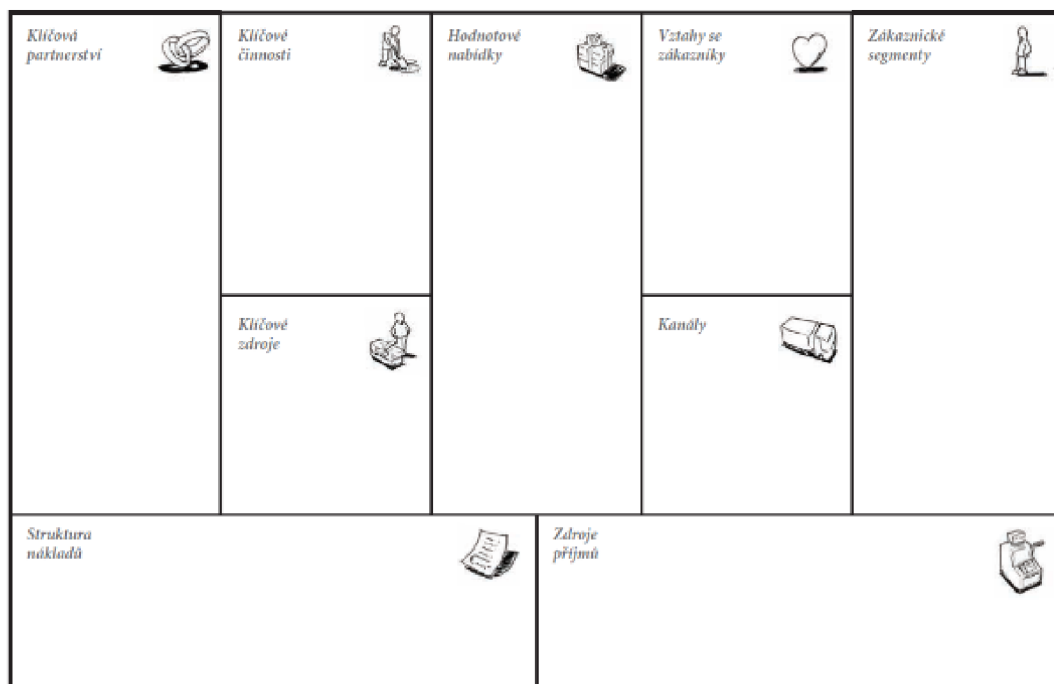 Klíčová
partnerství
Klíčové
činnosti
Hodnotové
nabídky
Vztahy se
zákazníky
Zákaznické
segmenty
Klíčové
zdroje
Kanály
Struktura
nákladů
Zdroje
příjmů